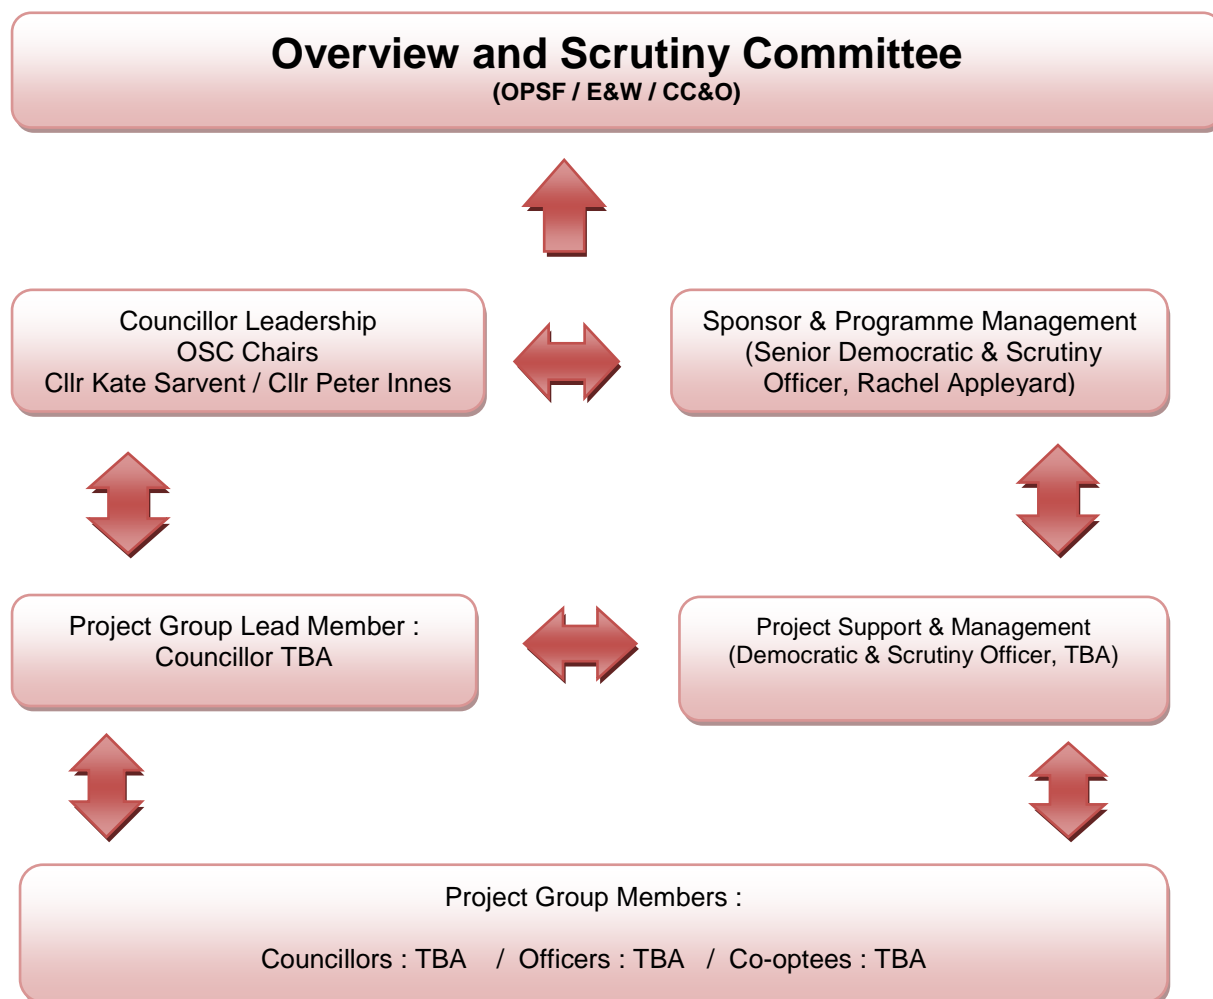 Overview and Scrutiny Committee
(OPSF / E&W / CC&O)
Councillor Leadership
OSC Chairs
Cllr Kate Sarvent / Cllr Peter Innes
Sponsor & Programme Management
(Senior Democratic & Scrutiny
Officer, Rachel Appleyard)
Project Group Lead Member :
Councillor TBA
Project Support & Management
(Democratic & Scrutiny Officer, TBA)
Project Group Members :
Councillors : TBA / Officers : TBA / Co-optees : TBA